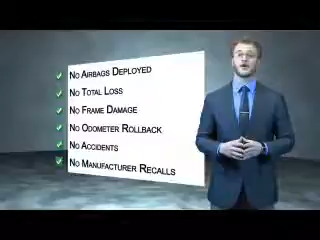 No Airbags Deployed
No Total Loss
No Frame Damage
No Odometer Rollback
No Accidents
No Manufacturer Recalls